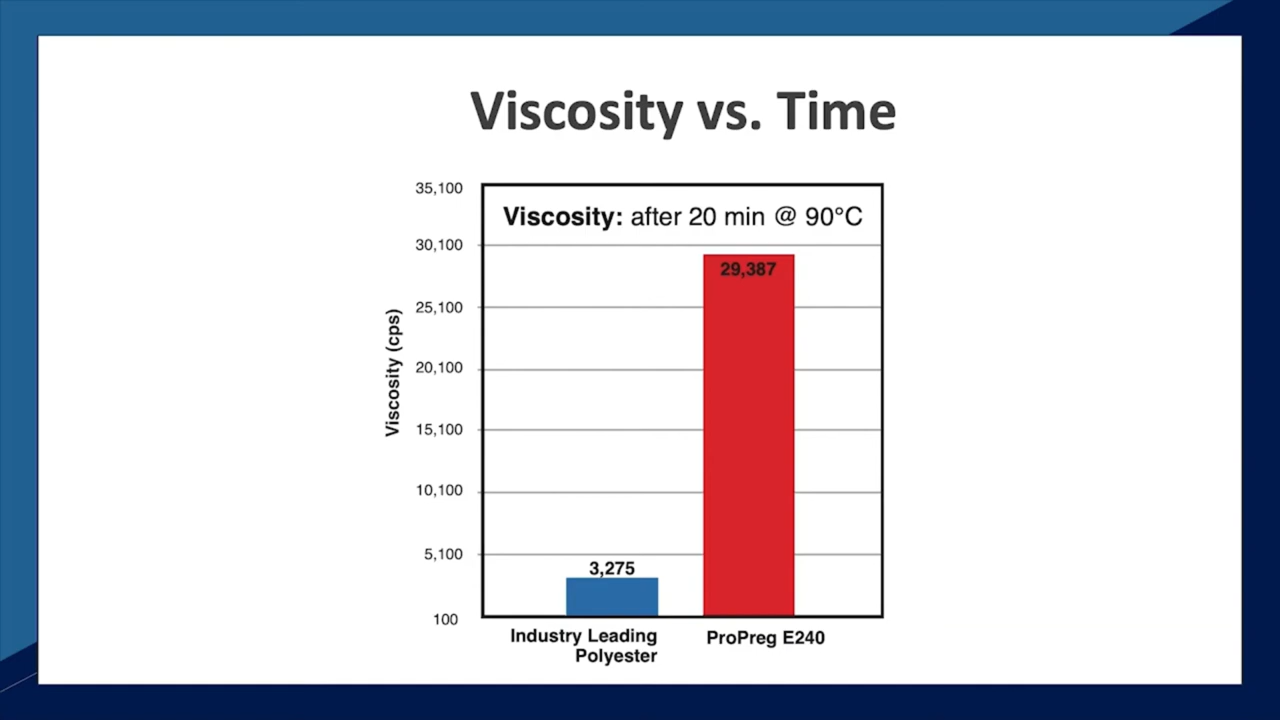 Viscosity vs. Time
35,100
Viscosity: after 20 min @ 90°C
30,100
29,387
25,100
Viscosity (cps)
20,100
15,100
10,100
5,100
3,275
100
Industry Leading
Polyester
ProPreg E240